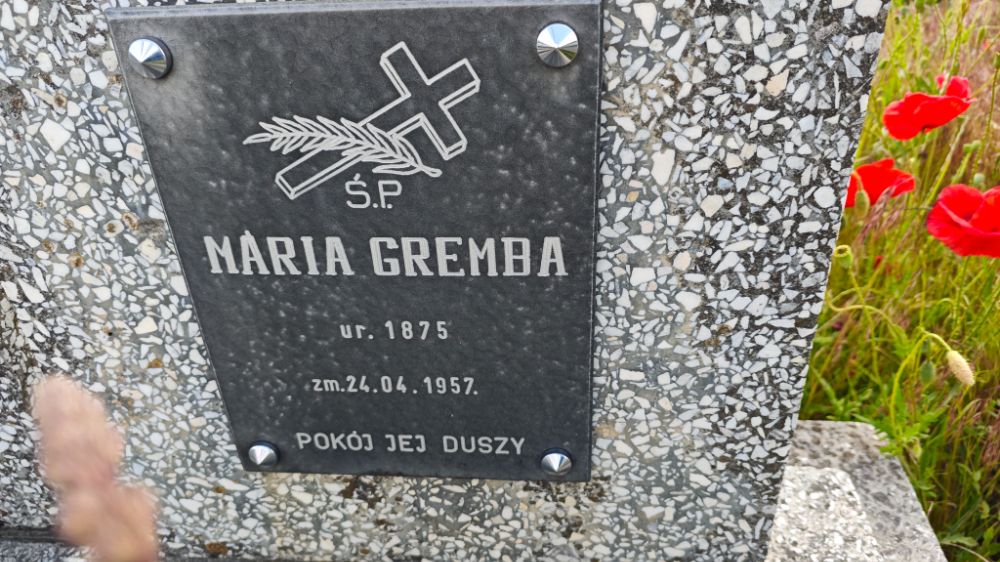 Ś.P.
MARIA GREMBA
ur. 1875
zm. 24.04.1957.
POKÓJ JEJ DUSZY